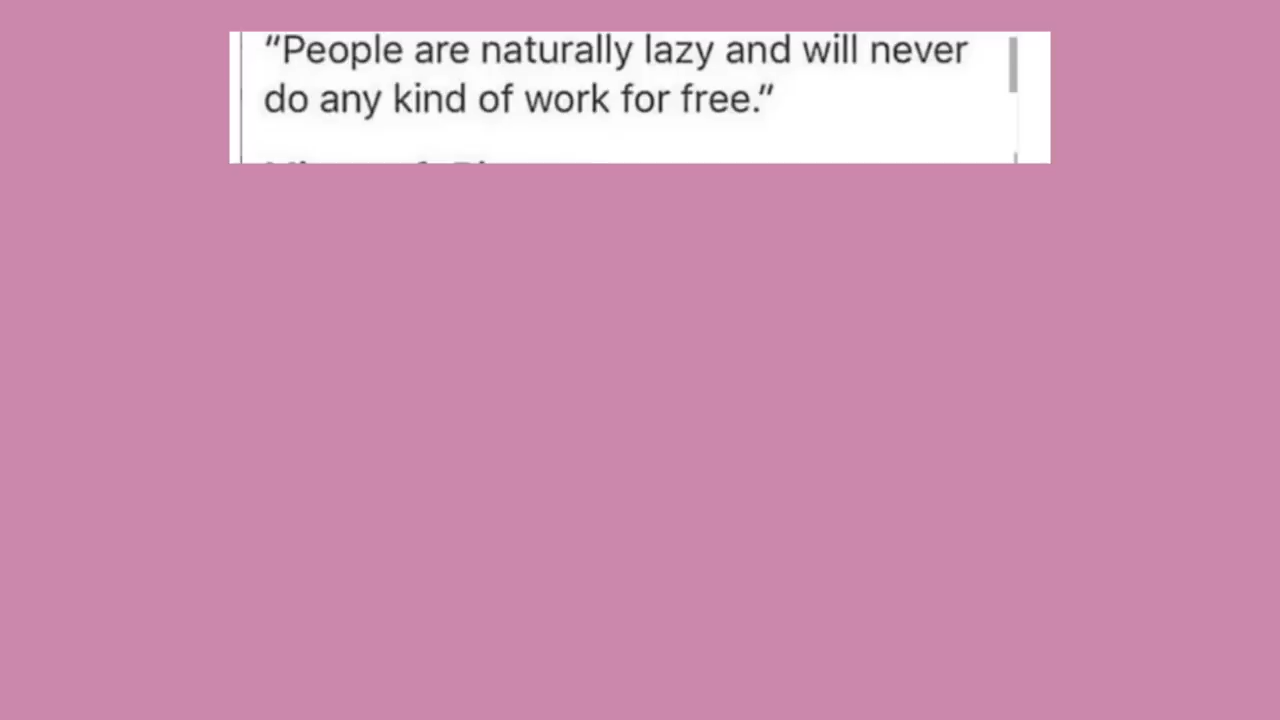 "People are naturally lazy and will never
do any kind of work for free."